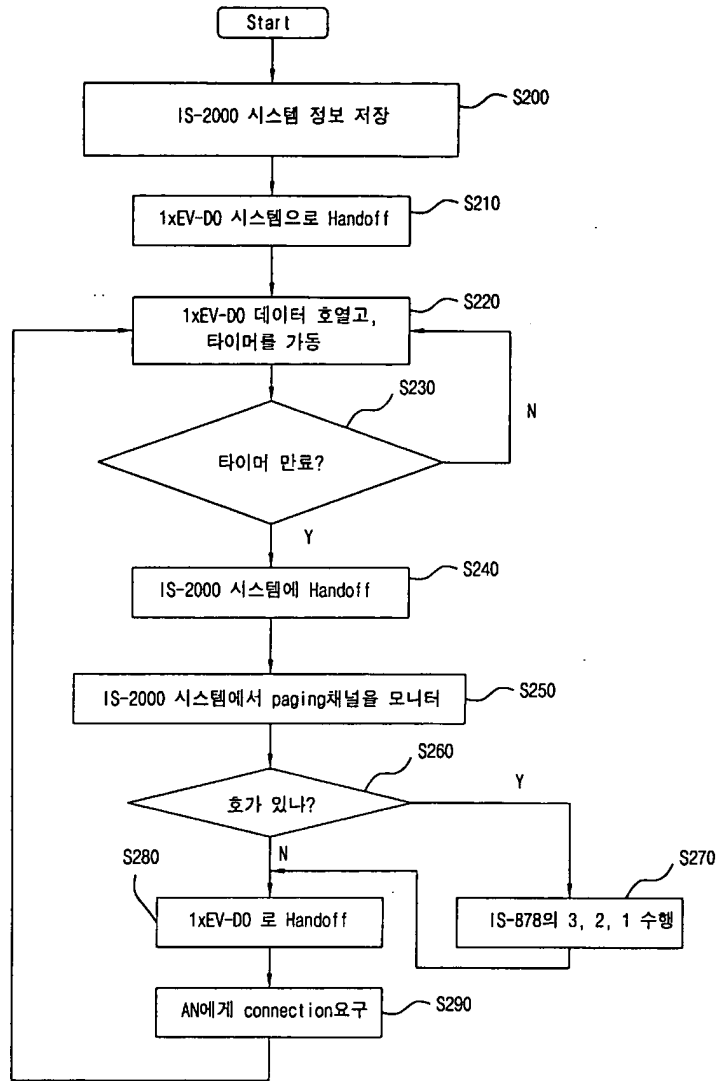 Start
IS-2000 시스템 정보 저장
S200
1xEV-DO 시스템으로 Handoff
S210
1xEV-DO 데이터 호열고,
타이머를 가동
S220
S230
타이머 만료?
N
Y
IS-2000 시스템에 Handoff
S240
IS-2000 시스템에서 paging채널을 모니터
S250
S260
호가 있나?
Y
N
S280
1xEV-DO 로 Handoff
S270
IS-878의 3, 2, 1 수행
AN에게 connection요구
S290